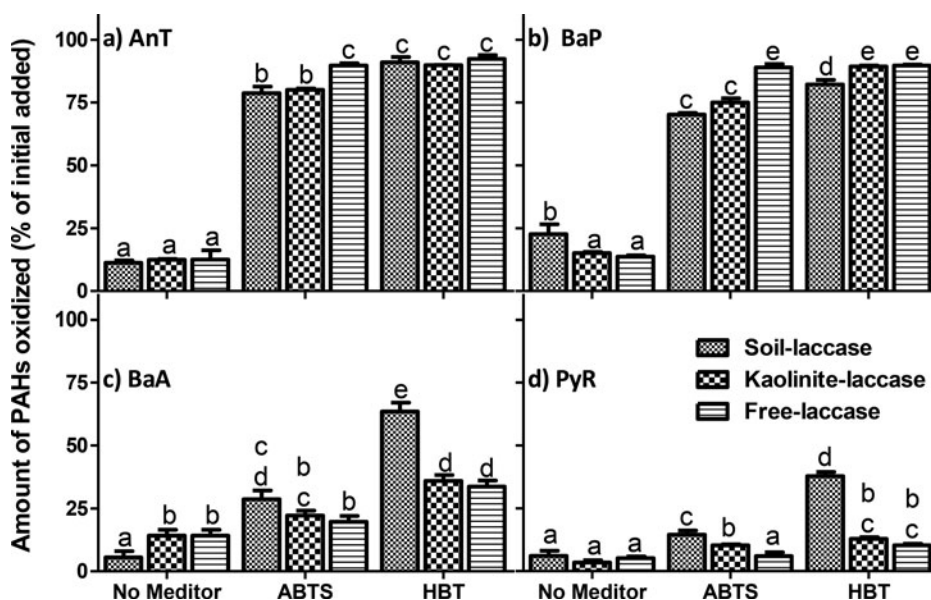 Amount of PAHs oxidized (% of initial added)
a) AnT
100
75
50
25
0
a a a
b b c
c c c
b) BaP
b a a
c c e
d e e
c) BaA
100
75
50
25
0
a b b
c
d
b
c
b
e d d
No Meditor ABTS HBT
d) PyR
Soil-laccase
Kaolinite-laccase
Free-laccase
a a a
c b a
d
b
c
b
c
No Meditor ABTS HBT